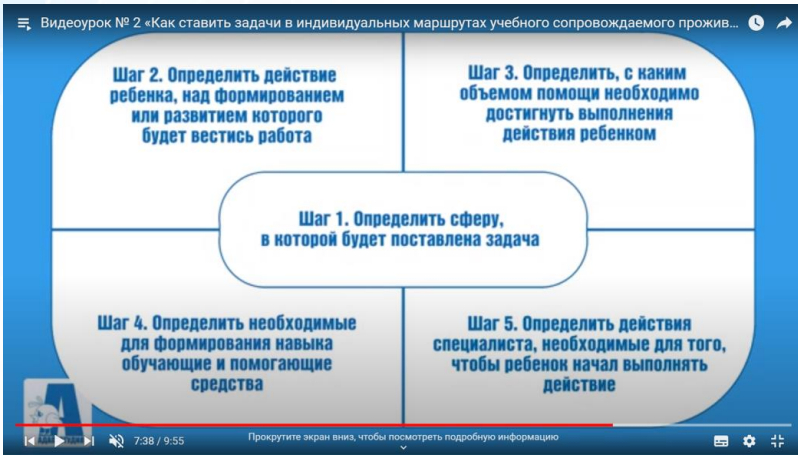 Видеоурок № 2 «Как ставить задачи в индивидуальных маршрутах учебного сопровождаемого прожив...
Шаг 2. Определить действие
ребенка, над формированием
или развитием которого
будет вестись работа
Шаг 3. Определить, с каким
объемом помощи необходимо
достигнуть выполнения
действия ребенком
Шаг 1. Определить сферу,
в которой будет поставлена задача
Шаг 4. Определить необходимые
для формирования навыка
обучающие и помогающие
средства
Шаг 5. Определить действия
специалиста, необходимые для того,
чтобы ребенок начал выполнять
действие
7:38 / 9:55
Прокрутите экран вниз, чтобы посмотреть подробную информацию